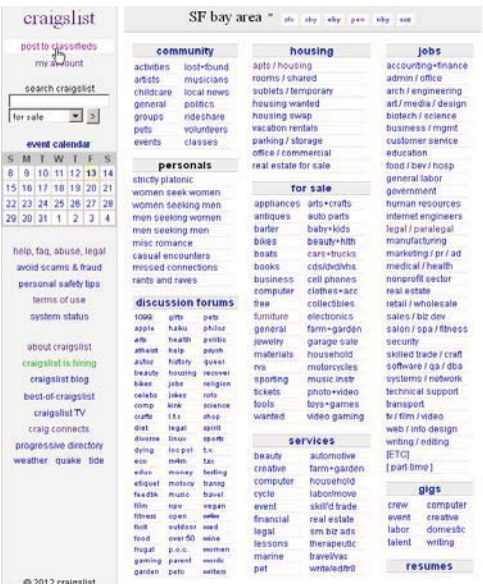 craigslist
post to classifieds
my account
search craigslist
for sale >
event calendar
S M T W T F S
8 9 10 11 12 13 14
15 16 17 18 19 20 21
22 23 24 25 26 27 28
29 30 31 1 2 3 4
help, faq, abuse, legal
avoid scams & fraud
personal safety tips
terms of use
system status
about craigslist
craigslist is hiring
craigslist blog
best-of-craigslist
craigslist TV
craig connects
progressive directory
weather quake tide
© 2012 craigslist
SF bay area w sfc sby eby pen nby scz
community
activities lost+found
artists musicians
childcare local news
general politics
groups rideshare
pets volunteers
events classes
personals
strictly platonic
women seek women
women seeking men
men seeking women
men seeking men
misc romance
casual encounters
missed connections
rants and raves
discussion forums
1099 gifts pets
apple haiku philos
arts health politic
atheist help psych
autos history queer
beauty housing recover
bikes jobs religion
celebs jokes rofo
comp kink science
crafts l.t.r. shop
diet legal spirit
divorce linux sports
dying loc pol t.v.
eco m4m tax
educ money testing
etiquet motocy transg
feedbk music travel
film npo vegan
fitness open w4w
fixit outdoor wed
food over 50 wine
frugal p.o.c. women
gaming parent words
garden pets writers
housing
apts / housing
rooms / shared
sublets / temporary
housing wanted
housing swap
vacation rentals
parking / storage
office / commercial
real estate for sale
for sale
appliances arts+crafts
antiques auto parts
barter baby+kids
bikes beauty+hlth
boats cars+trucks
books cds/dvd/vhs
business cell phones
computer clothes+acc
free collectibles
furniture electronics
general farm+garden
jewelry garage sale
materials household
rvs motorcycles
sporting music instr
tickets photo+video
tools toys+games
wanted video gaming
services
beauty automotive
creative farm+garden
computer household
cycle labor/move
event skill'd trade
financial real estate
legal sm biz ads
lessons therapeutic
marine travel/vac
pet write/ed/tr8
jobs
accounting+finance
admin / office
arch / engineering
art / media / design
biotech / science
business / mgmt
customer service
education
food / bev / hosp
general labor
government
human resources
internet engineers
legal / paralegal
manufacturing
marketing / pr / ad
medical / health
nonprofit sector
real estate
retail / wholesale
sales / biz dev
salon / spa / fitness
security
skilled trade / craft
software / qa / dba
systems / network
technical support
transport
tv / film / video
web / info design
writing / editing
[ETC]
[ part-time ]
gigs
crew computer
event creative
labor domestic
talent writing
resumes